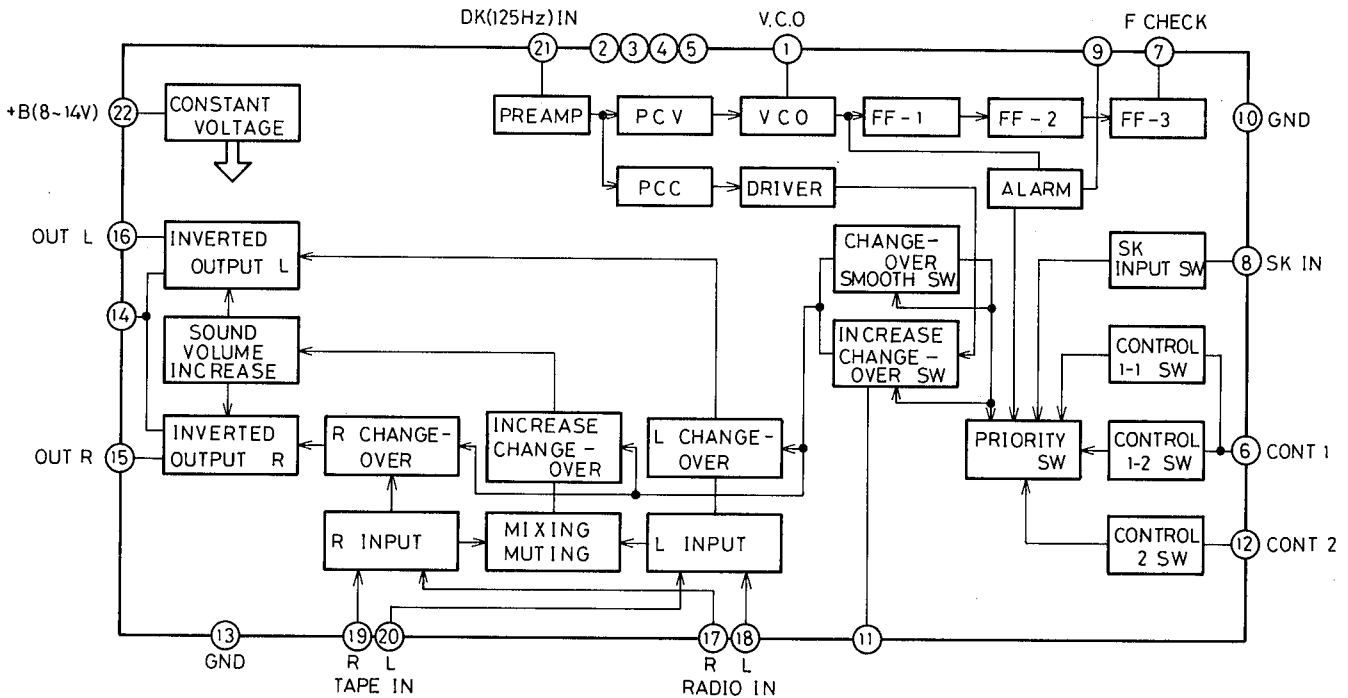 DK(125Hz) IN
V.C.O
F CHECK
21
2
3
4
5
1
9
7
+B(8~14V)
22
CONSTANT
VOLTAGE
PREAMP
PCV
VCO
FF-1
FF-2
FF-3
10
GND
PCC
DRIVER
ALARM
OUT L
16
INVERTED
OUTPUT L
CHANGE-
OVER
SMOOTH SW
SK
INPUT SW
8
SK IN
14
SOUND
VOLUME
INCREASE
INCREASE
CHANGE-
OVER SW
CONTROL
1-1 SW
OUT R
15
INVERTED
OUTPUT R
R CHANGE-
OVER
INCREASE
CHANGE-
OVER
L CHANGE-
OVER
PRIORITY
SW
CONTROL
1-2 SW
6
CONT 1
R INPUT
MIXING
MUTING
L INPUT
CONTROL
2 SW
12
CONT 2
13
GND
19
20
17
18
11
R
L
R
L
TAPE IN
RADIO IN